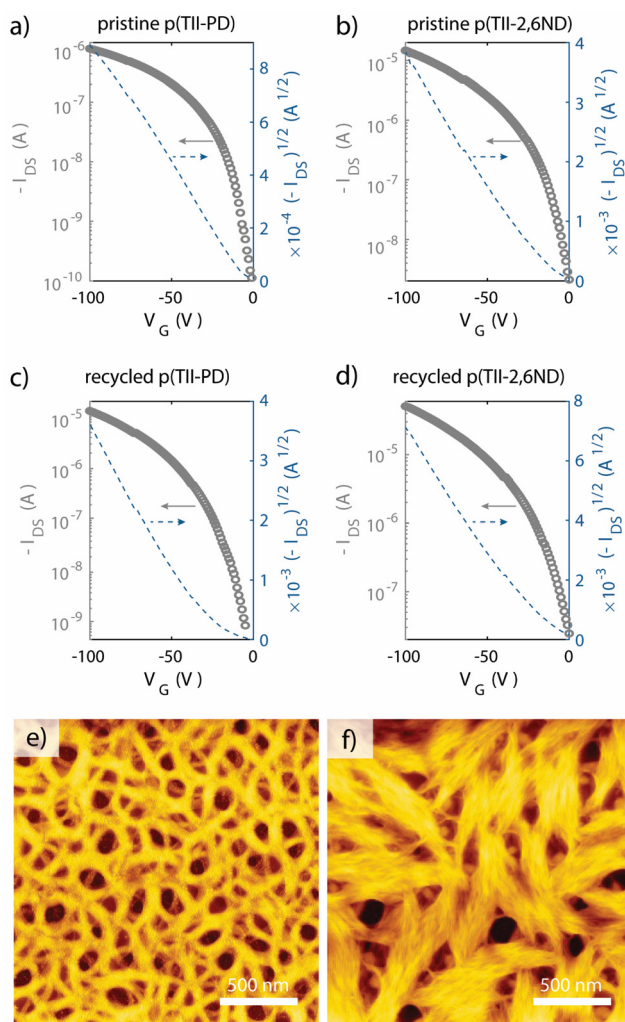 a) pristine p(TII-PD)
10⁻⁶
10⁻⁷
10⁻⁸
10⁻⁹
10⁻¹⁰
- I_DS (A)
8
6
4
2
0
×10⁻⁴ (- I_DS)^1/2 (A^1/2)
-100 -50 0
V_G (V)
b) pristine p(TII-2,6ND)
10⁻⁵
10⁻⁶
10⁻⁷
10⁻⁸
- I_DS (A)
4
3
2
1
0
×10⁻³ (- I_DS)^1/2 (A^1/2)
-100 -50 0
V_G (V)
c) recycled p(TII-PD)
10⁻⁵
10⁻⁶
10⁻⁷
10⁻⁸
10⁻⁹
- I_DS (A)
4
3
2
1
0
×10⁻³ (- I_DS)^1/2 (A^1/2)
-100 -50 0
V_G (V)
d) recycled p(TII-2,6ND)
10⁻⁵
10⁻⁶
10⁻⁷
- I_DS (A)
8
6
4
2
0
×10⁻³ (- I_DS)^1/2 (A^1/2)
-100 -50 0
V_G (V)
e)
500 nm
f)
500 nm